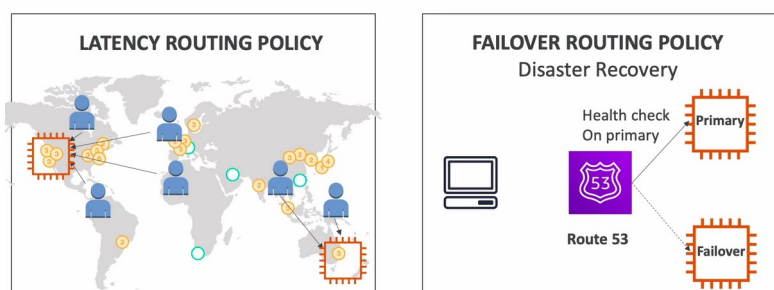 LATENCY ROUTING POLICY
FAILOVER ROUTING POLICY
Disaster Recovery
Health check
On primary
Primary
53
Route 53
Failover